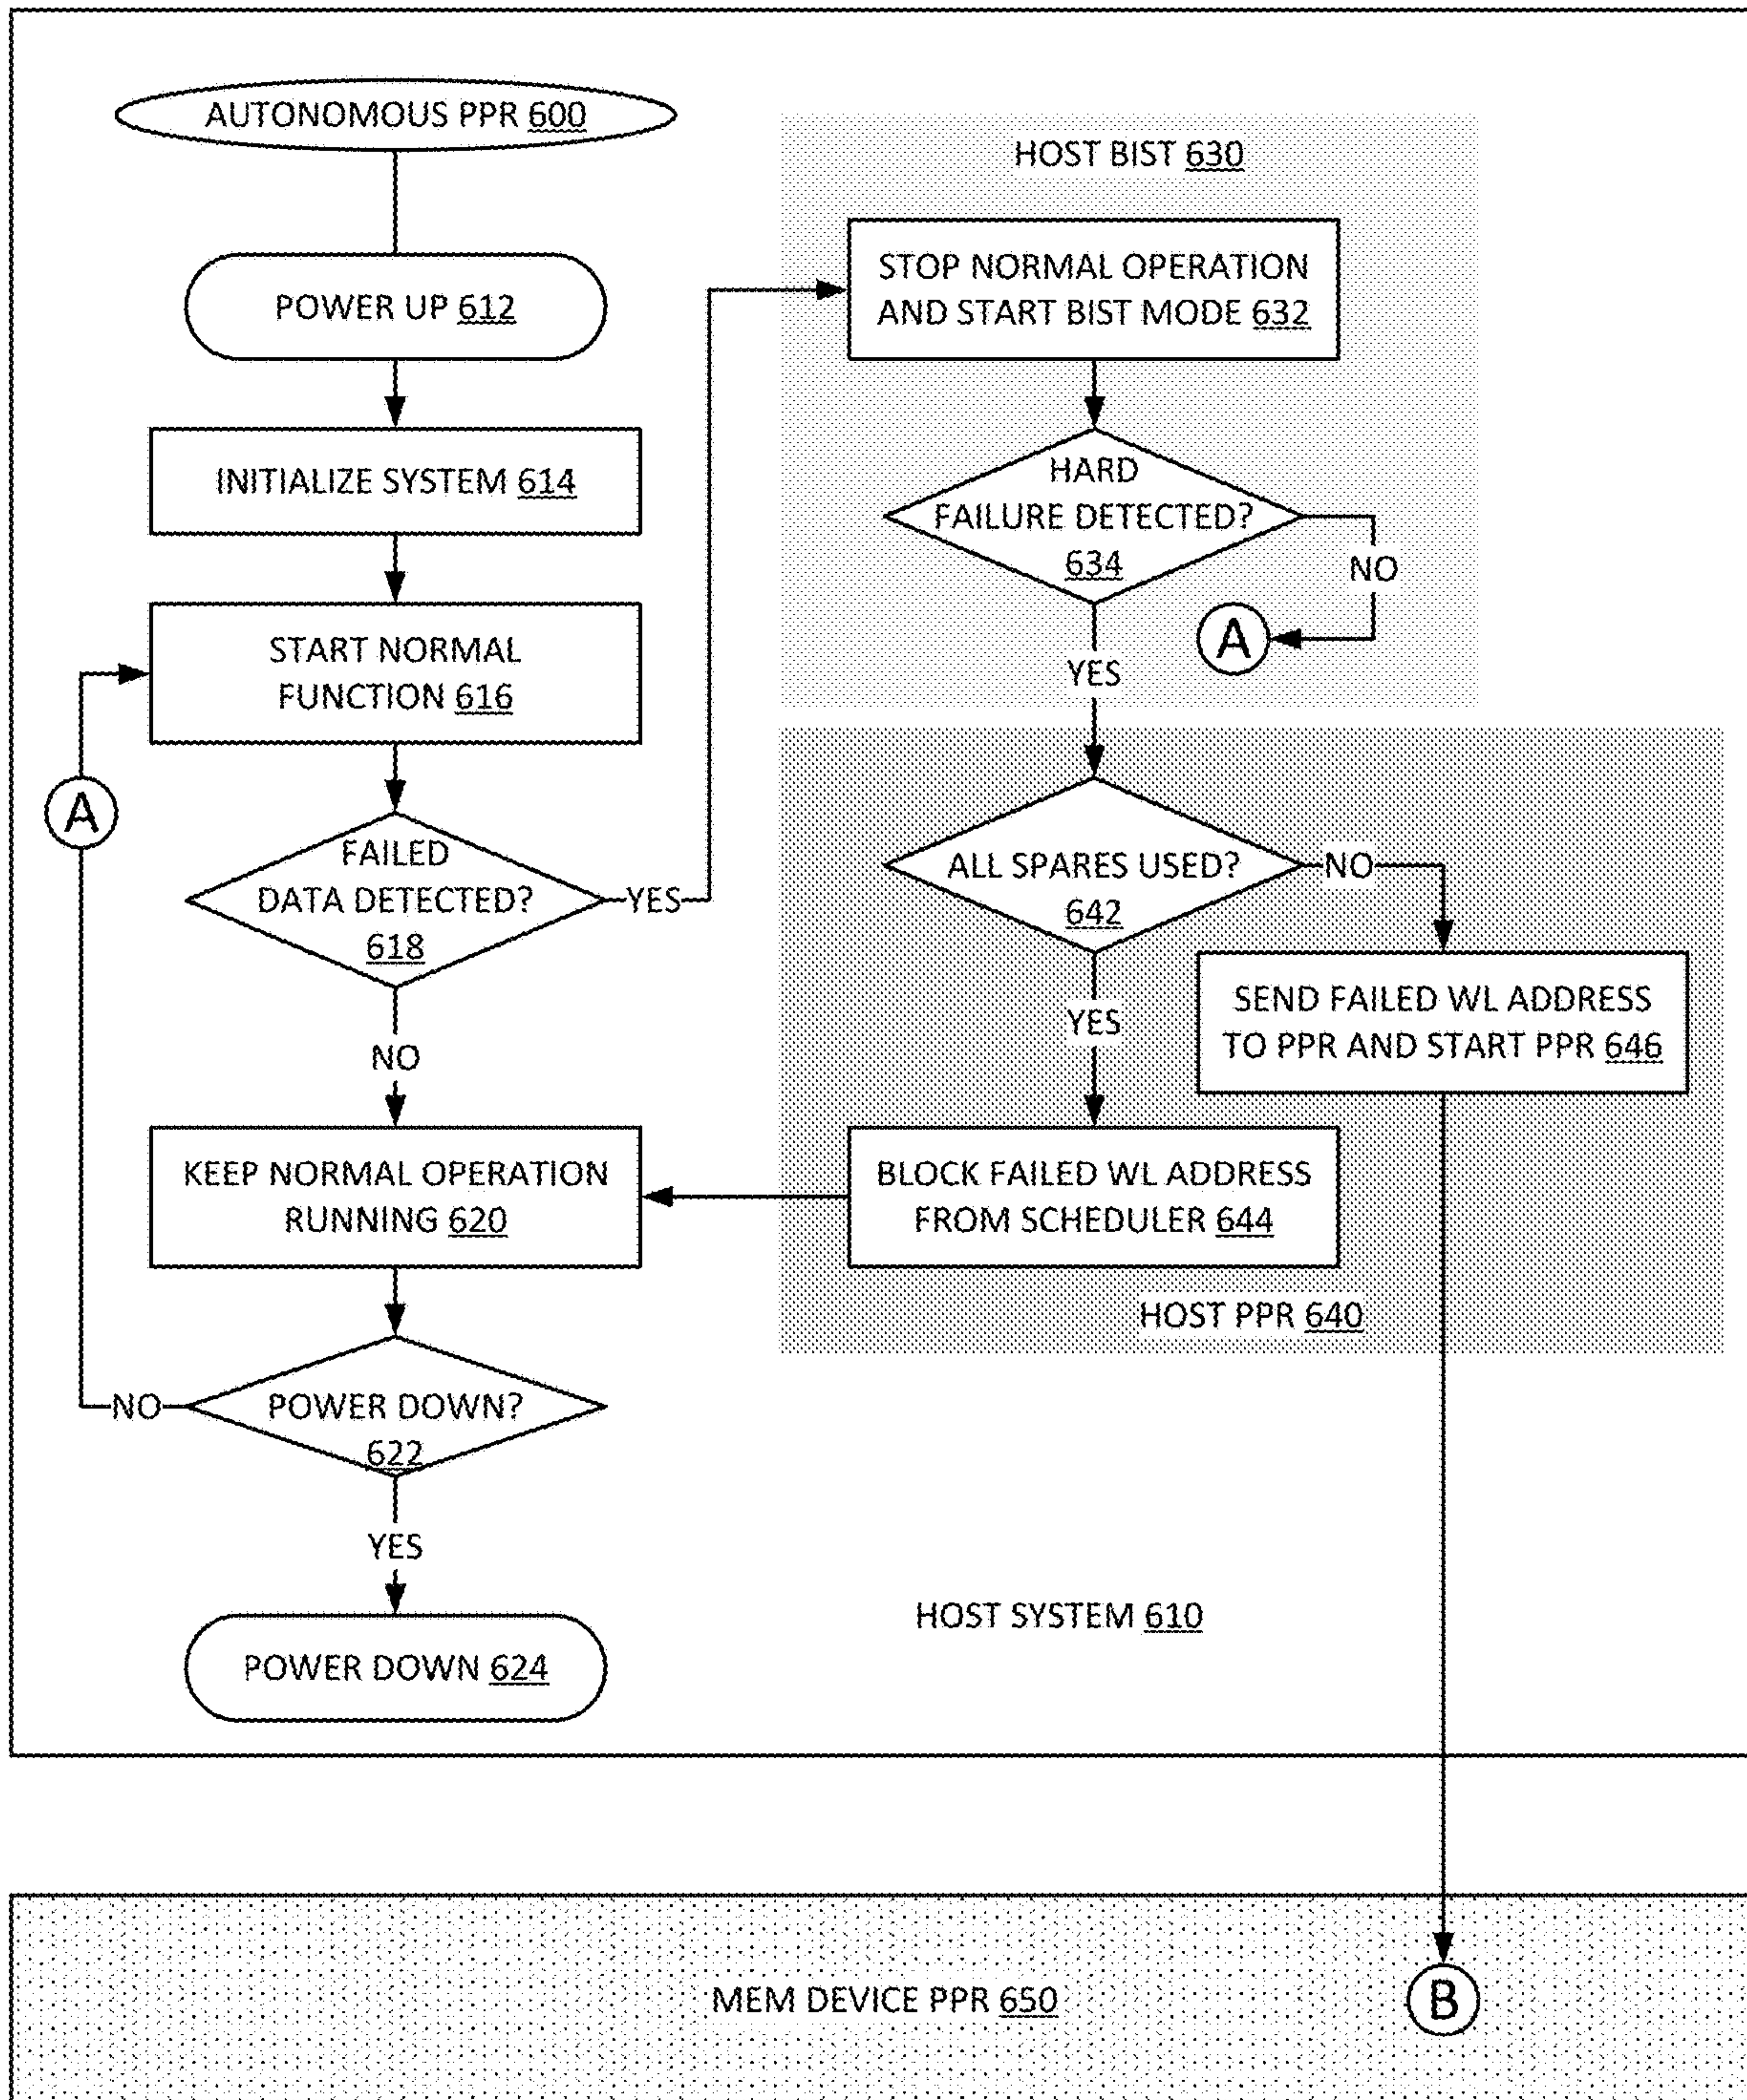 AUTONOMOUS PPR 600
POWER UP 612
INITIALIZE SYSTEM 614
START NORMAL
FUNCTION 616
A
FAILED
DATA DETECTED?
618
YES
NO
KEEP NORMAL OPERATION
RUNNING 620
POWER DOWN?
622
NO
YES
POWER DOWN 624
HOST BIST 630
STOP NORMAL OPERATION
AND START BIST MODE 632
HARD
FAILURE DETECTED?
634
NO
A
YES
ALL SPARES USED?
642
NO
YES
SEND FAILED WL ADDRESS
TO PPR AND START PPR 646
BLOCK FAILED WL ADDRESS
FROM SCHEDULER 644
HOST PPR 640
HOST SYSTEM 610
MEM DEVICE PPR 650
B